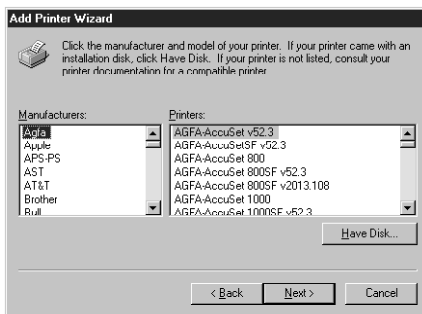 Add Printer Wizard
Click the manufacturer and model of your printer. If your printer came with an
installation disk, click Have Disk. If your printer is not listed, consult your
printer documentation for a compatible printer
Manufacturers:
Printers:
Agfa
Apple
APS-PS
AST
AT&T
Brother
Bull
AGFA-AccuSet v52.3
AGFA-AccuSetSF v52.3
AGFA-AccuSet 800
AGFA-AccuSet 800SF v52.3
AGFA-AccuSet 800SF v2013.108
AGFA-AccuSet 1000
AGFA-AccuSet 1000SF v52.3
Have Disk...
< Back
Next >
Cancel